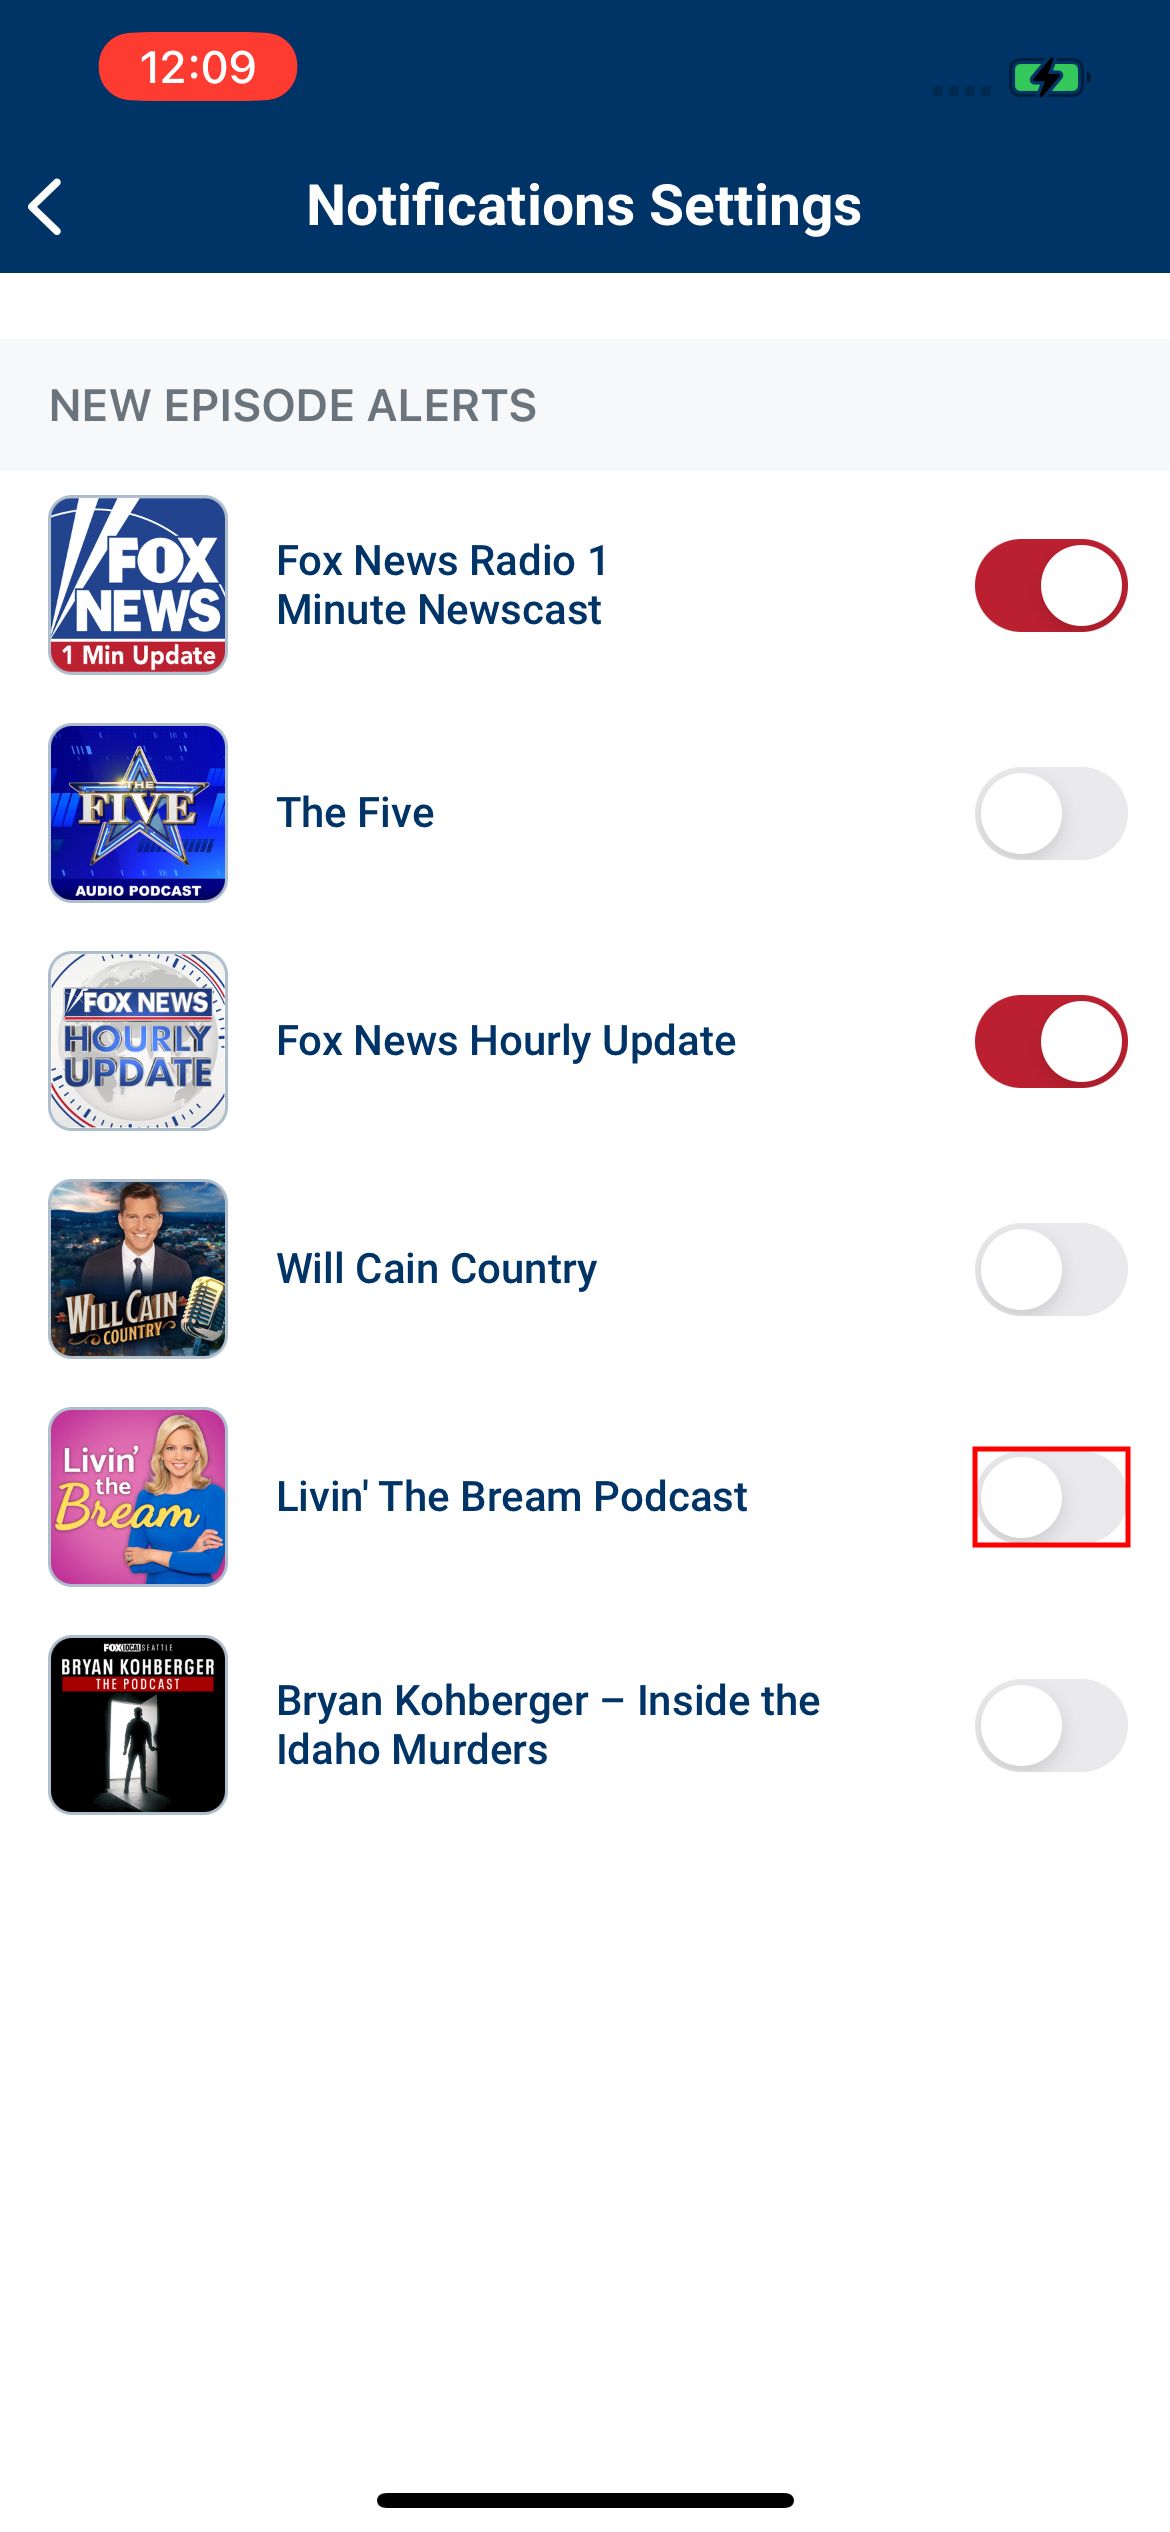 12:09
Notifications Settings
NEW EPISODE ALERTS
FOX
NEWS
1 Min Update
Fox News Radio 1
Minute Newscast
THE
FIVE
AUDIO PODCAST
The Five
FOX NEWS
HOURLY
UPDATE
Fox News Hourly Update
WILL CAIN
COUNTRY
Will Cain Country
Livin'
the
Bream
Livin' The Bream Podcast
FOX LOCAL SEATTLE
BRYAN KOHBERGER
THE PODCAST
Bryan Kohberger – Inside the
Idaho Murders